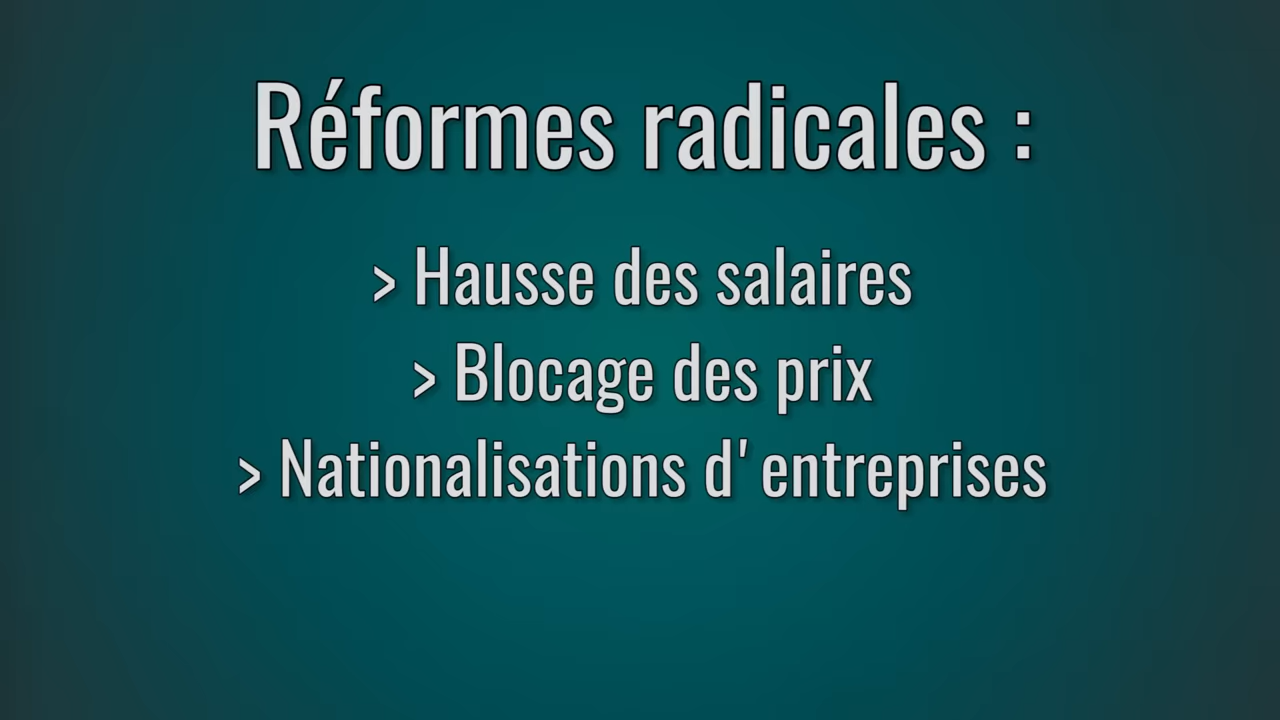 Réformes radicales :
> Hausse des salaires
> Blocage des prix
> Nationalisations d'entreprises